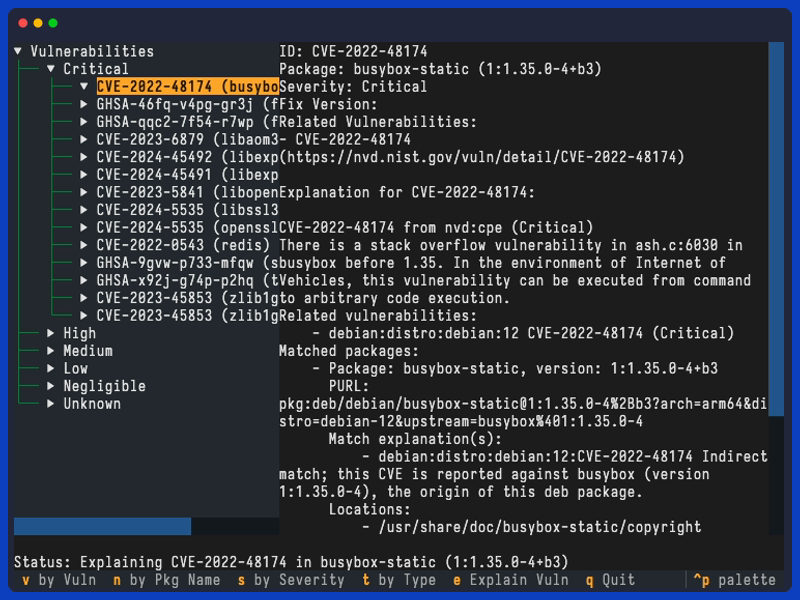 ▼ Vulnerabilities
▼ Critical
▼ CVE-2022-48174 (busybo
▶ GHSA-46fq-v4pg-gr3j (f
▶ GHSA-qqc2-7f54-r7wp (f
▶ CVE-2023-6879 (libaom3
▶ CVE-2024-45492 (libexp
▶ CVE-2024-45491 (libexp
▶ CVE-2023-5841 (libopen
▶ CVE-2024-5535 (libssl3
▶ CVE-2024-5535 (openssl
▶ CVE-2022-0543 (redis)
▶ GHSA-9gvw-p733-mfqw (s
▶ GHSA-x92j-g74p-p2hq (t
▶ CVE-2023-45853 (zlib1g
▶ CVE-2023-45853 (zlib1g
▶ High
▶ Medium
▶ Low
▶ Negligible
▶ Unknown
ID: CVE-2022-48174
Package: busybox-static (1:1.35.0-4+b3)
Severity: Critical
Fix Version:
Related Vulnerabilities:
- CVE-2022-48174
(https://nvd.nist.gov/vuln/detail/CVE-2022-48174)
Explanation for CVE-2022-48174:
CVE-2022-48174 from nvd:cpe (Critical)
There is a stack overflow vulnerability in ash.c:6030 in
busybox before 1.35. In the environment of Internet of
Vehicles, this vulnerability can be executed from command
to arbitrary code execution.
Related vulnerabilities:
- debian:distro:debian:12 CVE-2022-48174 (Critical)
Matched packages:
- Package: busybox-static, version: 1:1.35.0-4+b3
PURL:
pkg:deb/debian/busybox-static@1:1.35.0-4%2Bb3?arch=arm64&di
stro=debian-12&upstream=busybox%401:1.35.0-4
Match explanation(s):
- debian:distro:debian:12:CVE-2022-48174 Indirect
match; this CVE is reported against busybox (version
1:1.35.0-4), the origin of this deb package.
Locations:
- /usr/share/doc/busybox-static/copyright
Status: Explaining CVE-2022-48174 in busybox-static (1:1.35.0-4+b3)
v by Vuln n by Pkg Name s by Severity t by Type e Explain Vuln q Quit ^p palette